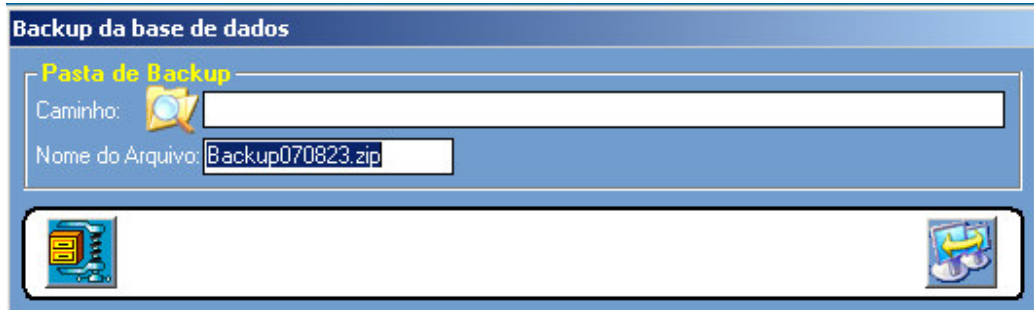 Backup da base de dados
Pasta de Backup
Caminho:
Nome do Arquivo: Backup070823.zip